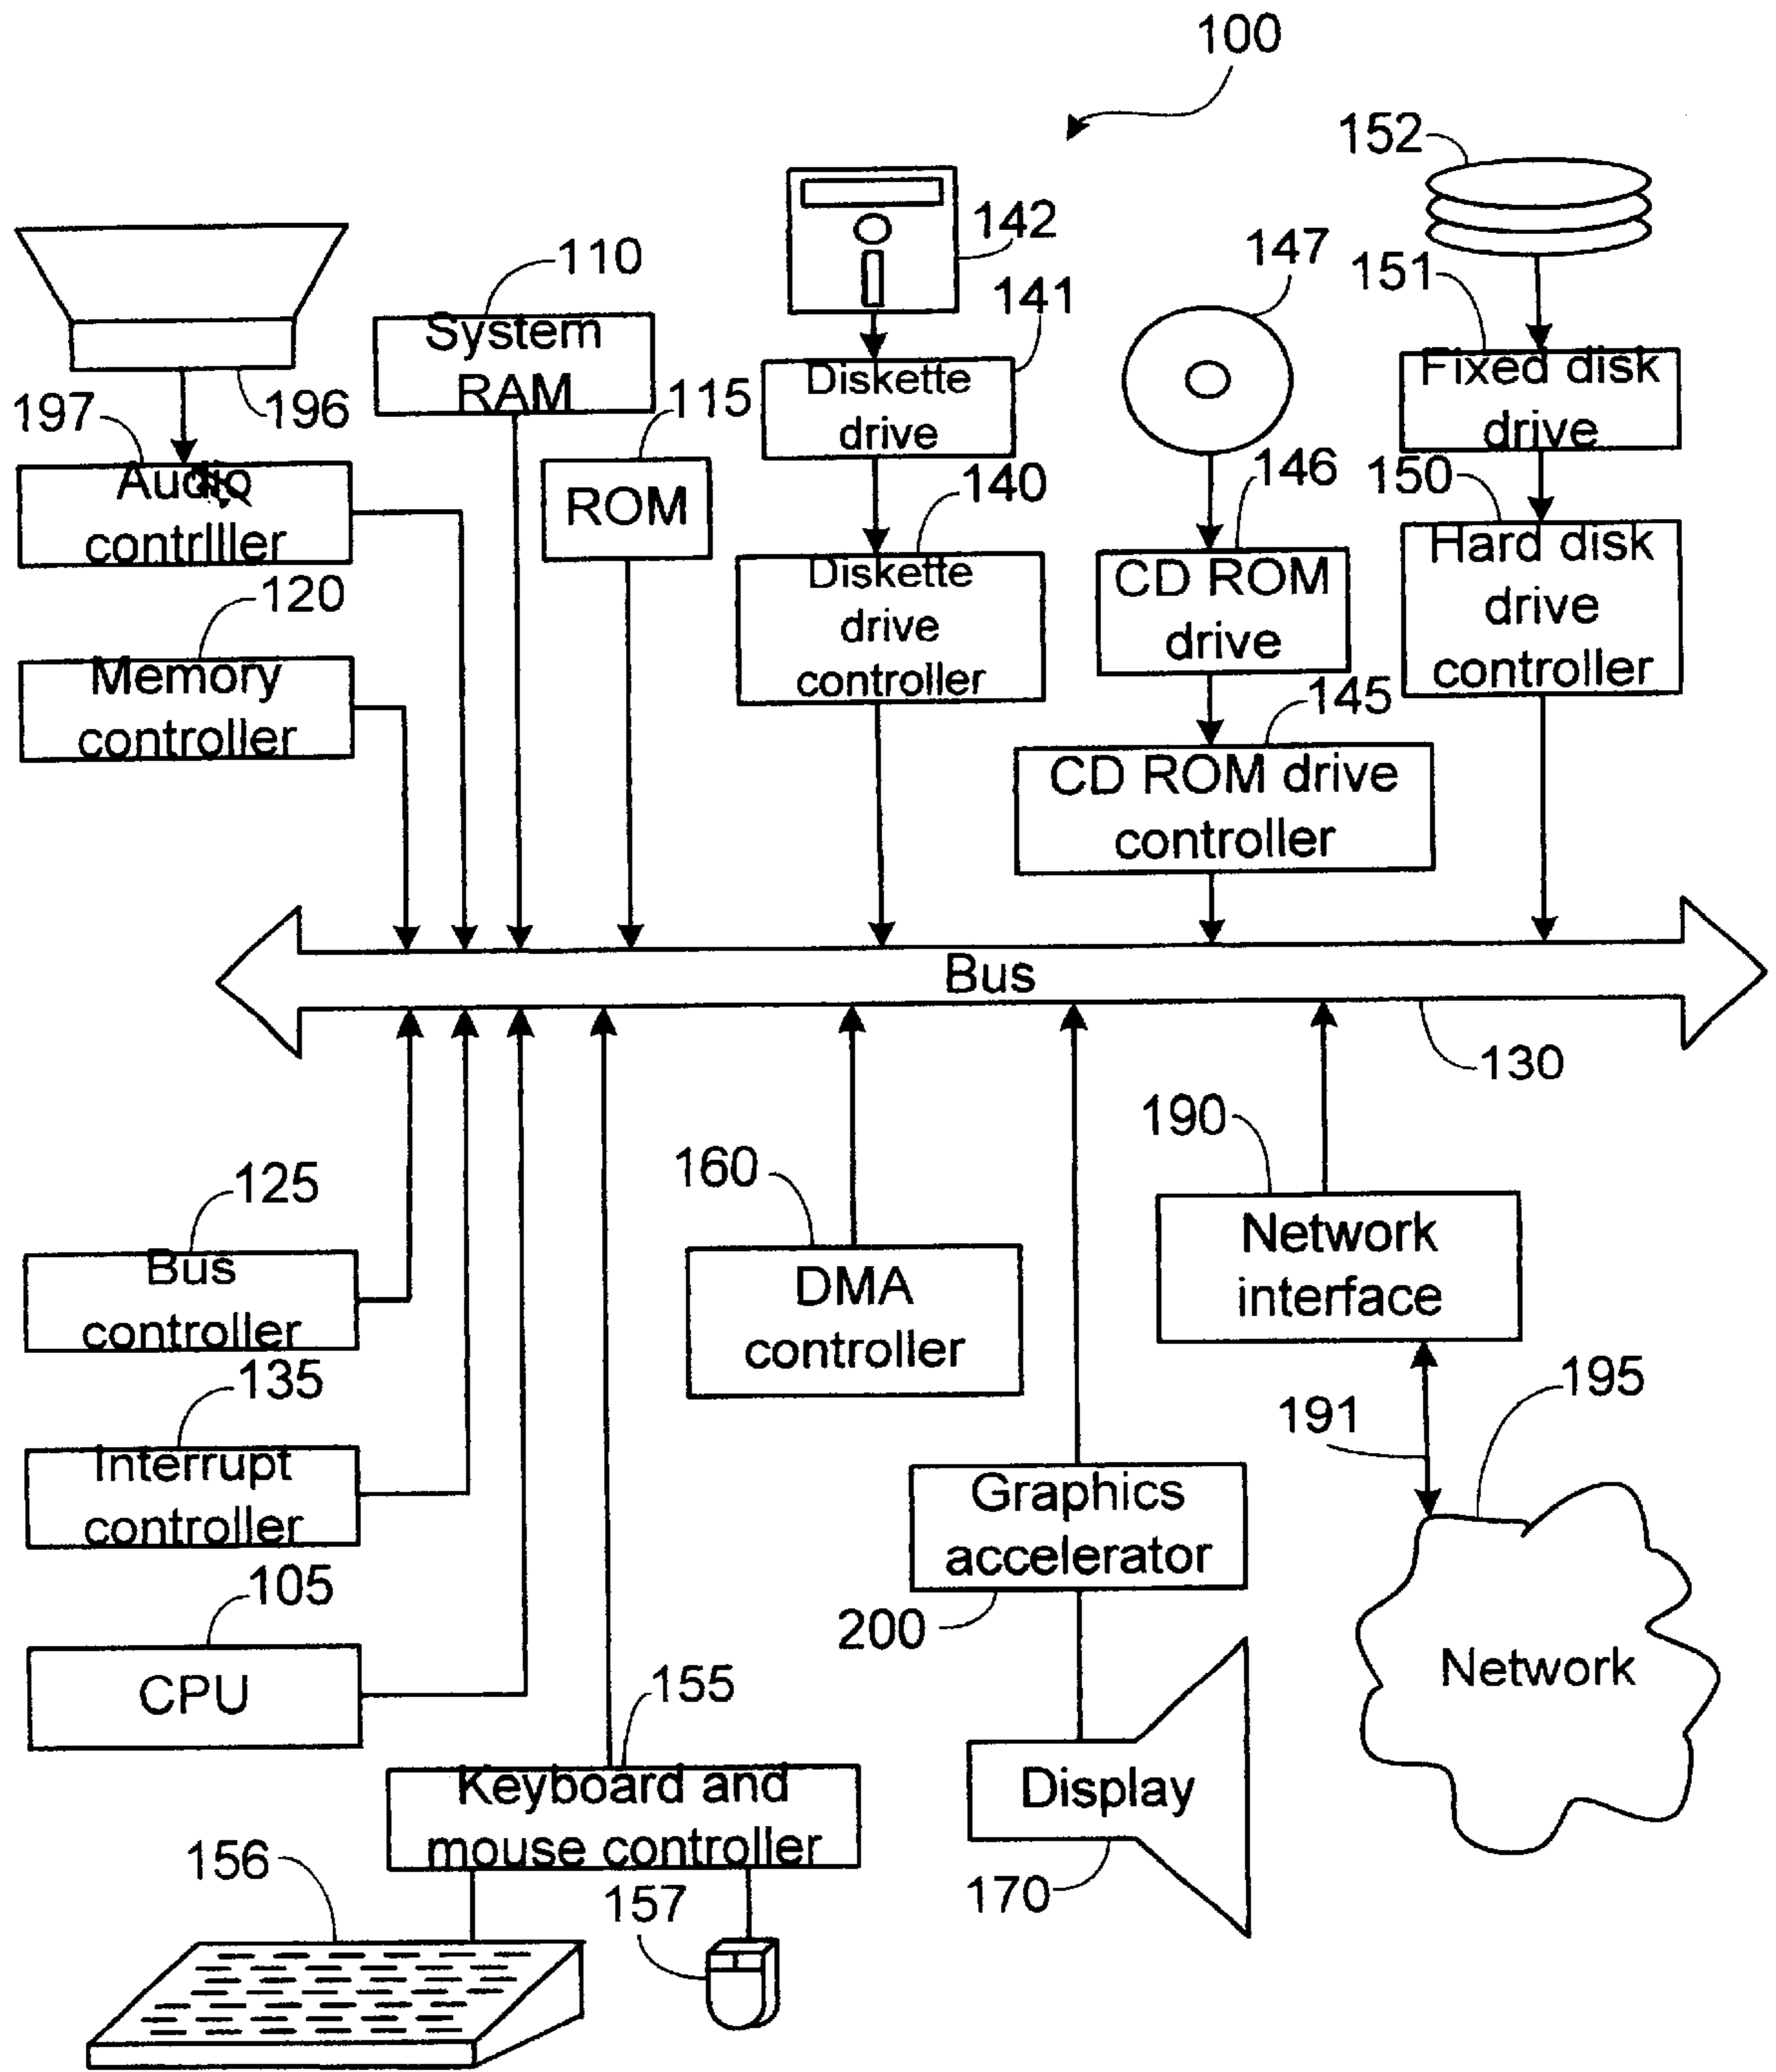 100
152
142
147
110
151
141
System
RAM
Diskette
drive
Fixed disk
drive
197
196
115
146
150
140
Audio
contrlller
ROM
Hard disk
drive
controller
Diskette
drive
controller
CD ROM
drive
120
Memory
controller
145
CD ROM drive
controller
Bus
130
190
160
125
Network
interface
Bus
controller
DMA
controller
135
195
191
Interrupt
controller
Graphics
accelerator
105
200
CPU
Network
155
Keyboard and
mouse controller
Display
156
157
170